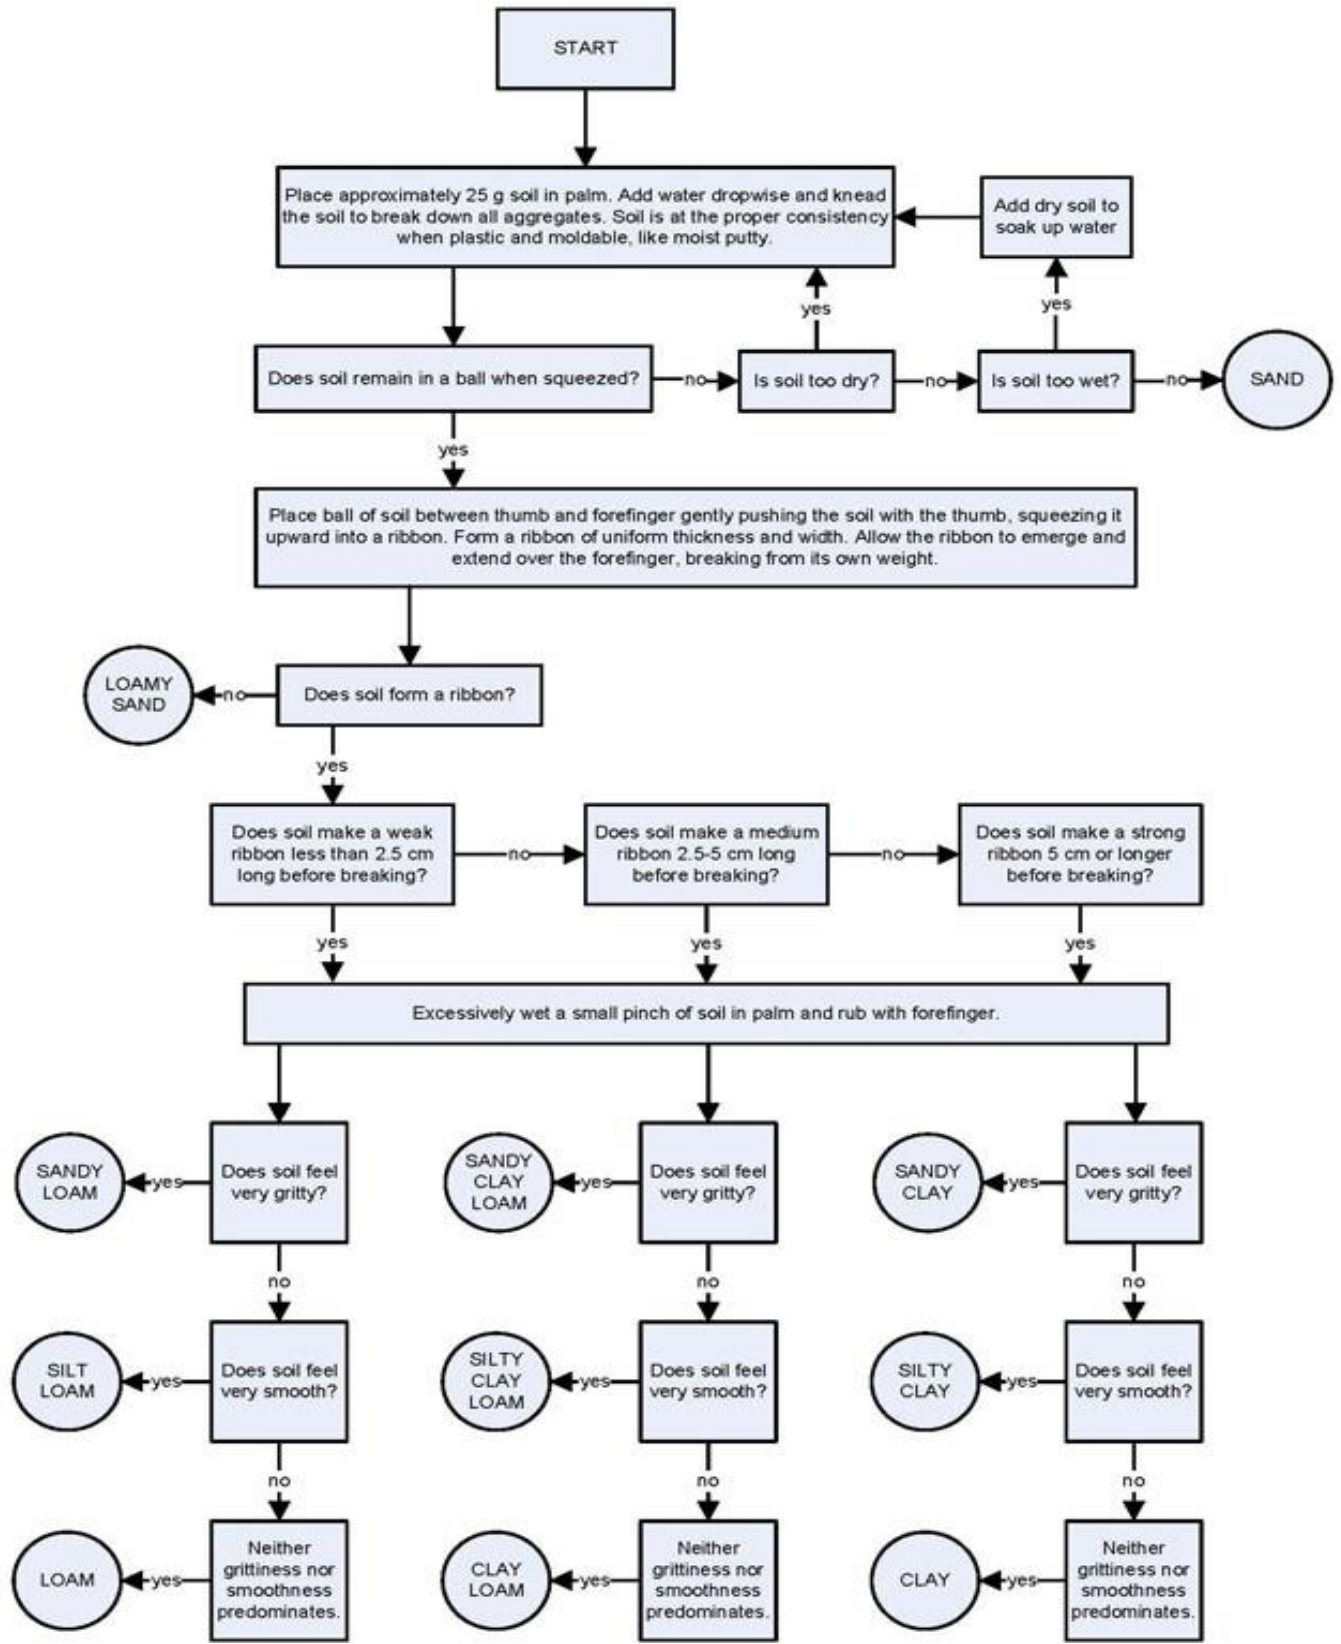 START
Place approximately 25 g soil in palm. Add water dropwise and knead
the soil to break down all aggregates. Soil is at the proper consistency
when plastic and moldable, like moist putty.
Add dry soil to
soak up water
yes
yes
Does soil remain in a ball when squeezed?
no
Is soil too dry?
no
Is soil too wet?
no
SAND
yes
Place ball of soil between thumb and forefinger gently pushing the soil with the thumb, squeezing it
upward into a ribbon. Form a ribbon of uniform thickness and width. Allow the ribbon to emerge and
extend over the forefinger, breaking from its own weight.
LOAMY
SAND
no
Does soil form a ribbon?
yes
Does soil make a weak
ribbon less than 2.5 cm
long before breaking?
no
Does soil make a medium
ribbon 2.5-5 cm long
before breaking?
no
Does soil make a strong
ribbon 5 cm or longer
before breaking?
yes
yes
yes
Excessively wet a small pinch of soil in palm and rub with forefinger.
SANDY
LOAM
yes
Does soil feel
very gritty?
SANDY
CLAY
LOAM
yes
Does soil feel
very gritty?
SANDY
CLAY
yes
Does soil feel
very gritty?
no
no
no
SILT
LOAM
yes
Does soil feel
very smooth?
SILTY
CLAY
LOAM
yes
Does soil feel
very smooth?
SILTY
CLAY
yes
Does soil feel
very smooth?
no
no
no
LOAM
yes
Neither
grittiness nor
smoothness
predominates.
CLAY
LOAM
yes
Neither
grittiness nor
smoothness
predominates.
CLAY
yes
Neither
grittiness nor
smoothness
predominates.